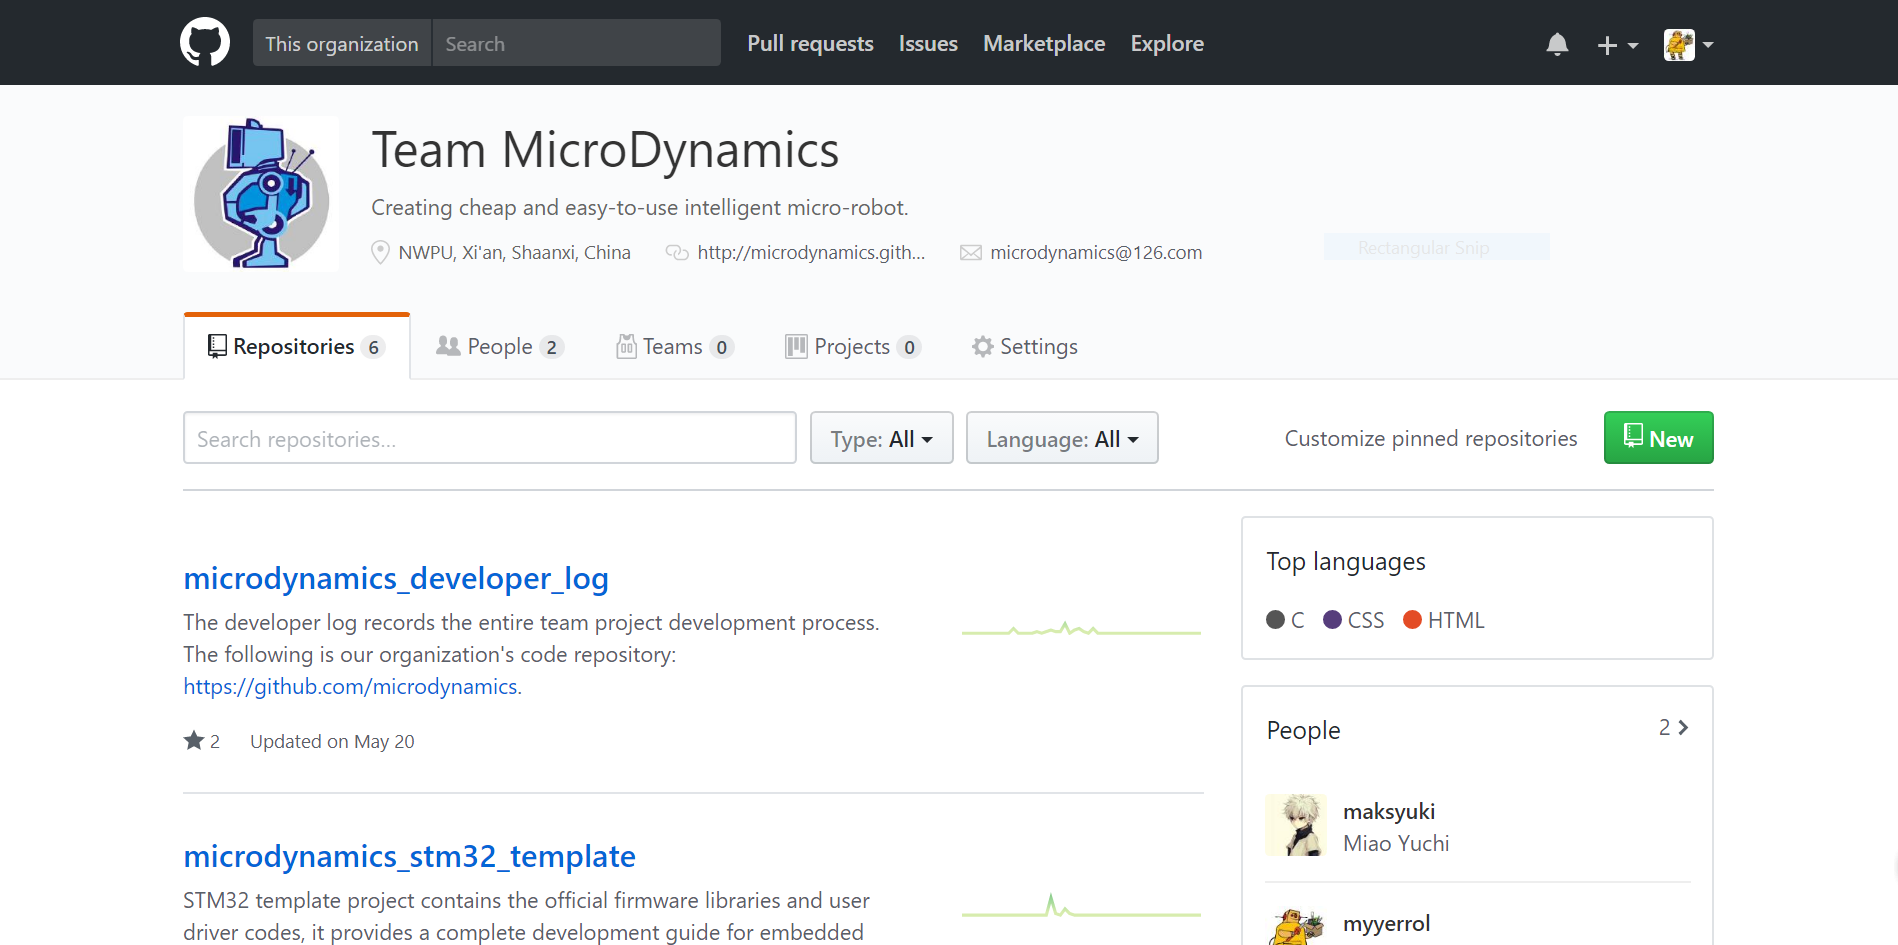 This organization Search Pull requests Issues Marketplace Explore
Team MicroDynamics
Creating cheap and easy-to-use intelligent micro-robot.
NWPU, Xi'an, Shaanxi, China http://microdynamics.gith... microdynamics@126.com
Rectangular Snip
Repositories 6 People 2 Teams 0 Projects 0 Settings
Search repositories... Type: All Language: All Customize pinned repositories New
microdynamics_developer_log
The developer log records the entire team project development process.
The following is our organization's code repository:
https://github.com/microdynamics.
2 Updated on May 20
microdynamics_stm32_template
STM32 template project contains the official firmware libraries and user
driver codes, it provides a complete development guide for embedded
Top languages
C CSS HTML
People 2
maksyuki
Miao Yuchi
myyerrol